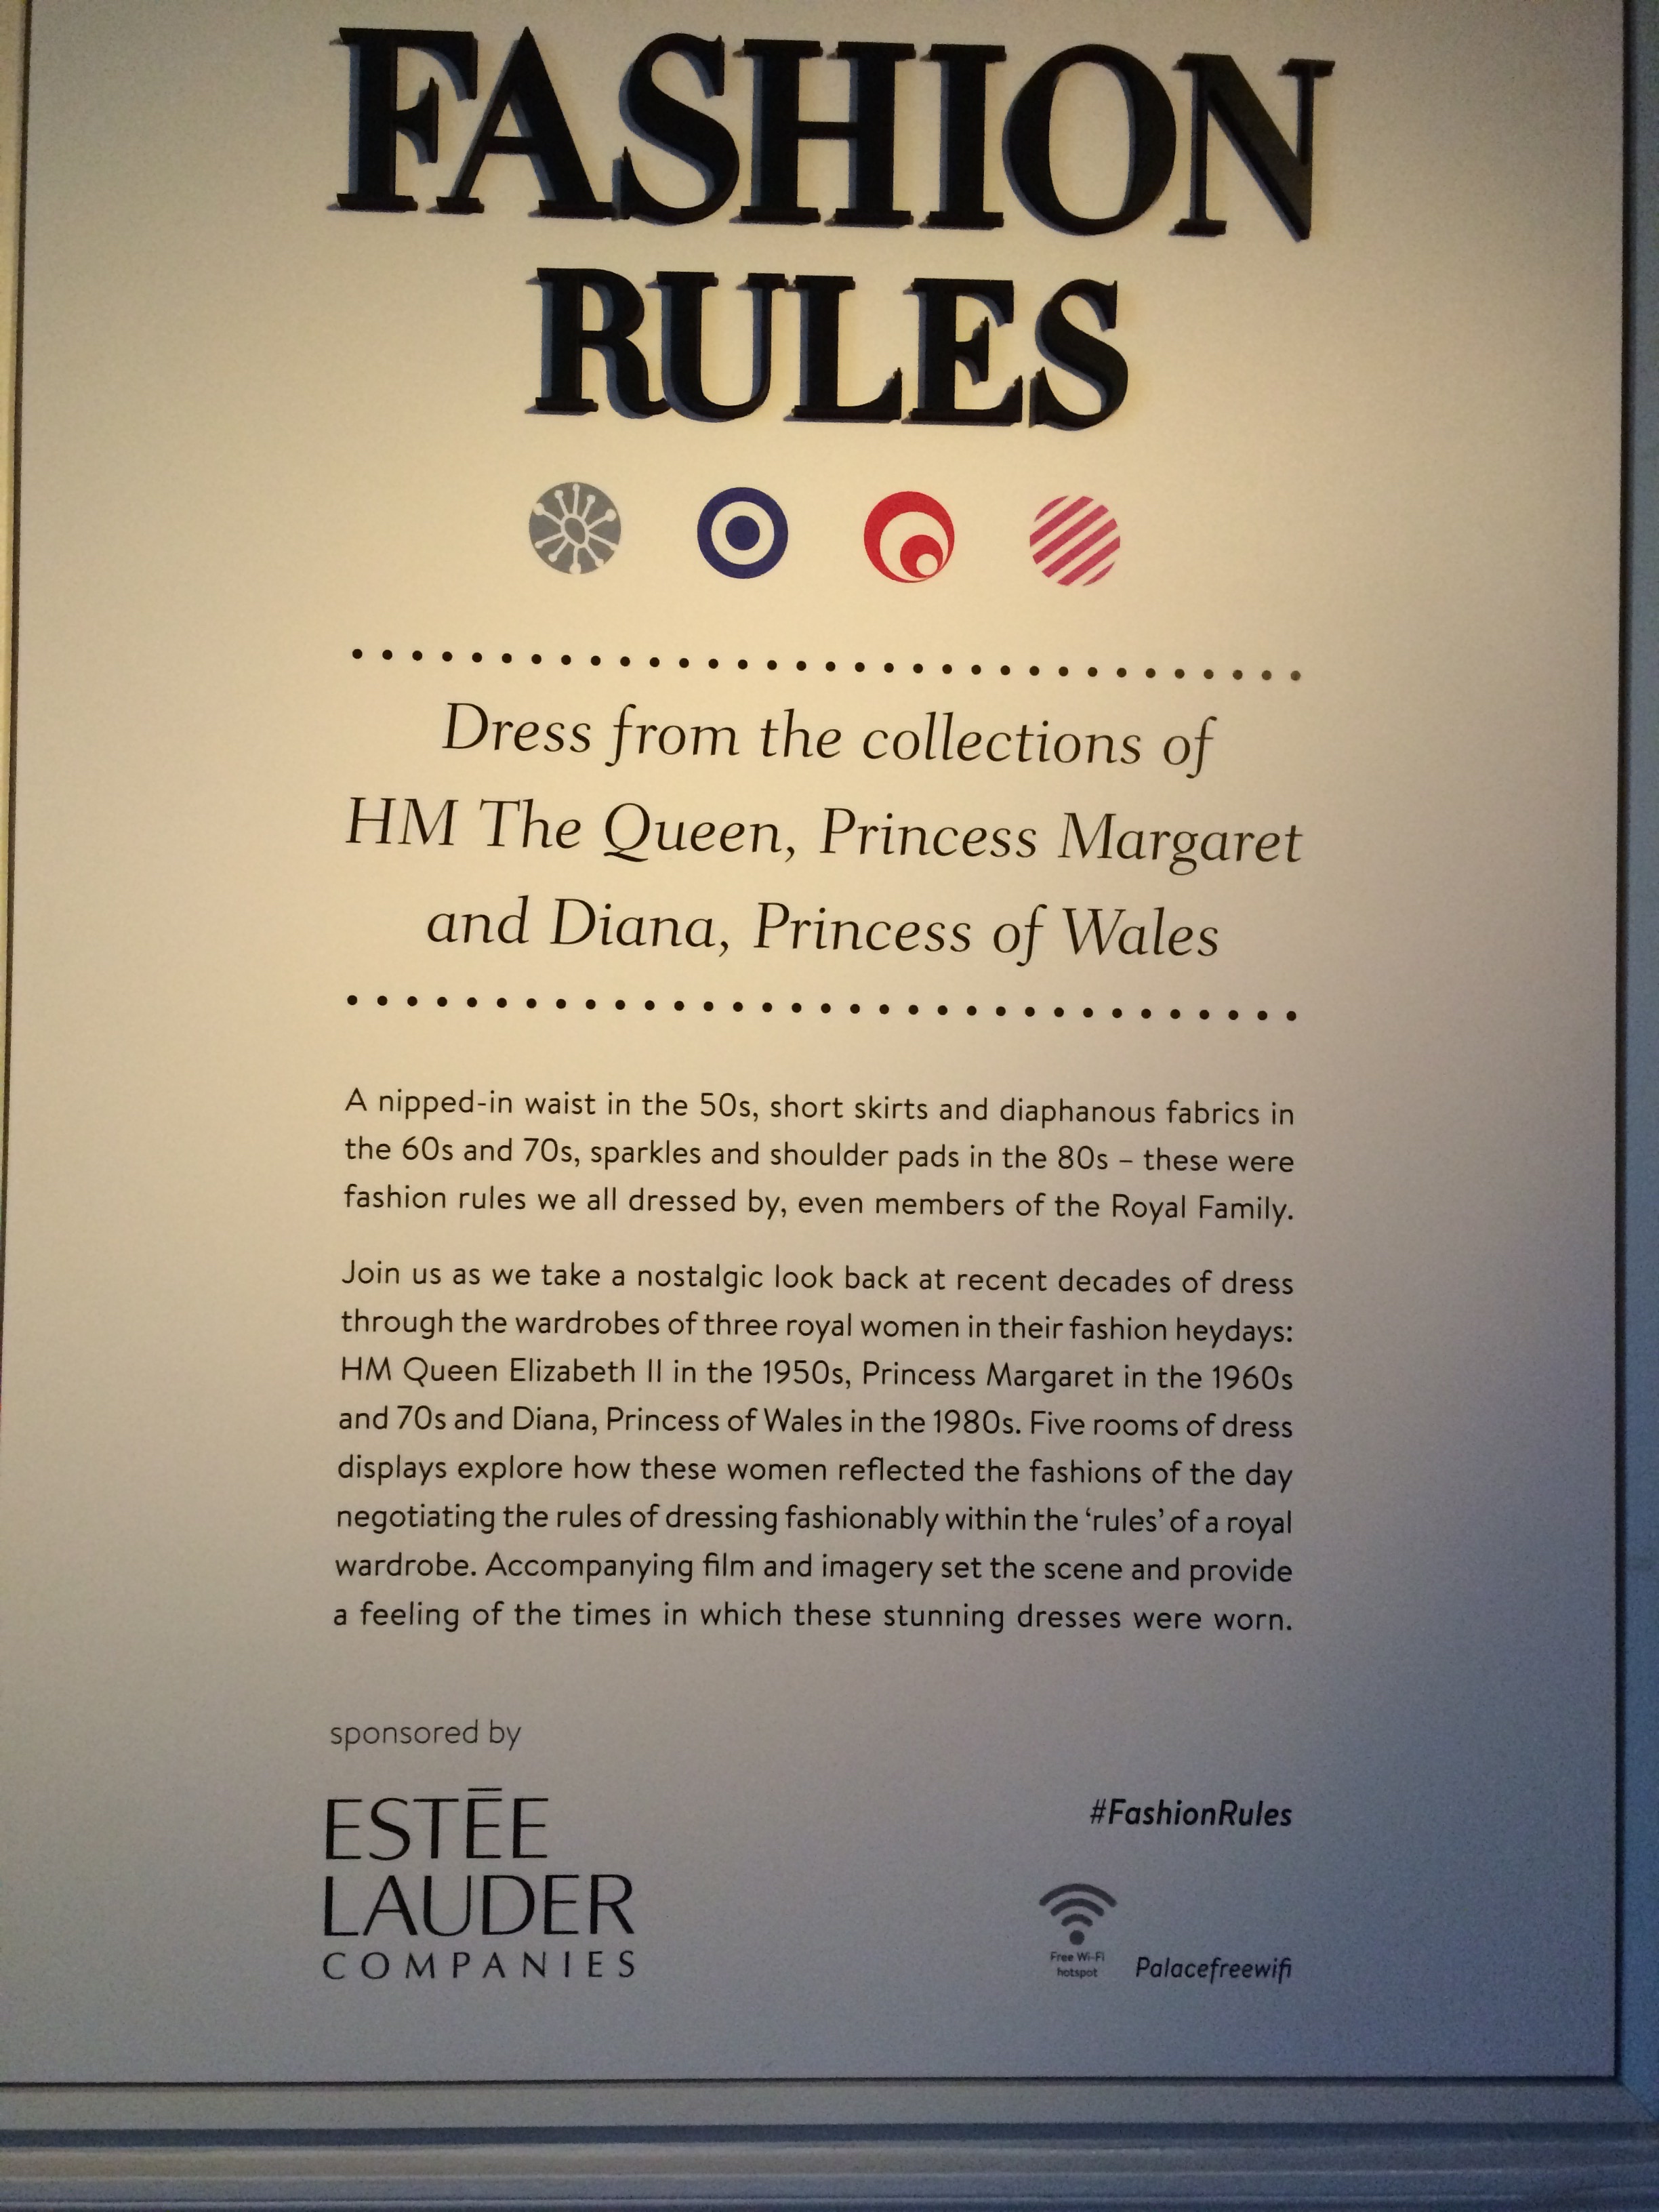 FASHION
RULES
Dress from the collections of
HM The Queen, Princess Margaret
and Diana, Princess of Wales
A nipped-in waist in the 50s, short skirts and diaphanous fabrics in
the 60s and 70s, sparkles and shoulder pads in the 80s – these were
fashion rules we all dressed by, even members of the Royal Family.
Join us as we take a nostalgic look back at recent decades of dress
through the wardrobes of three royal women in their fashion heydays:
HM Queen Elizabeth II in the 1950s, Princess Margaret in the 1960s
and 70s and Diana, Princess of Wales in the 1980s. Five rooms of dress
displays explore how these women reflected the fashions of the day
negotiating the rules of dressing fashionably within the ‘rules’ of a royal
wardrobe. Accompanying film and imagery set the scene and provide
a feeling of the times in which these stunning dresses were worn.
sponsored by
ESTĒE
LAUDER
COMPANIES
#FashionRules
Free Wi-Fi
hotspot
Palacefreewifi